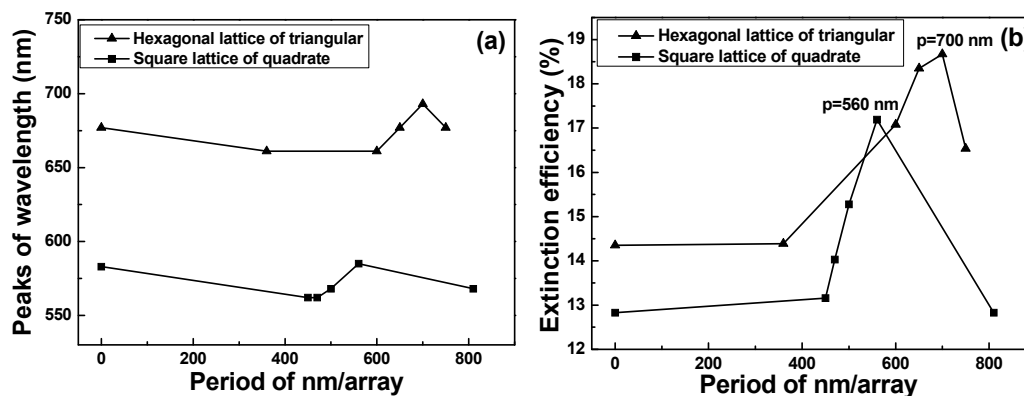 750
700
650
600
550
Peaks of wavelength (nm)
Hexagonal lattice of triangular
Square lattice of quadrate
(a)
0 200 400 600 800
Period of nm/array
19
18
17
16
15
14
13
12
Extinction efficiency (%)
Hexagonal lattice of triangular
Square lattice of quadrate
(b
p=700 nm
p=560 nm
0 200 400 600 800
Period of nm/array